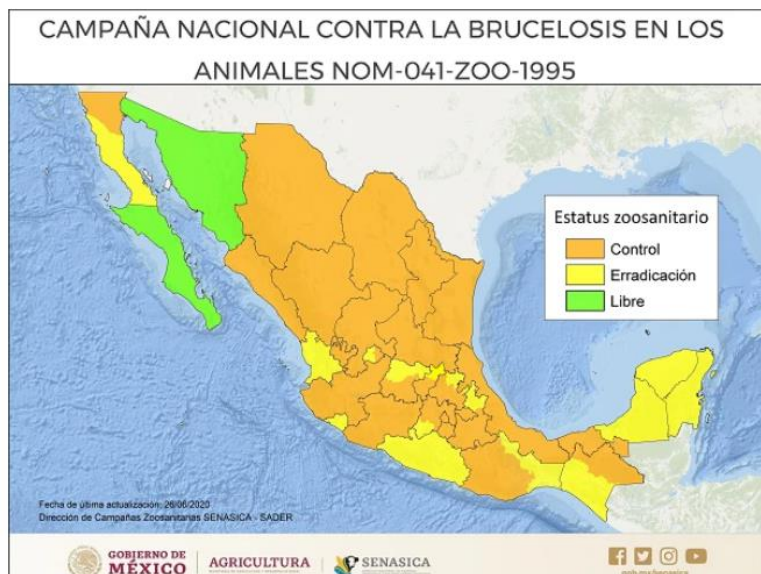 CAMPAÑA NACIONAL CONTRA LA BRUCELOSIS EN LOS
ANIMALES NOM-041-ZOO-1995
Estatus zoosanitario
Control
Erradicación
Libre
Fecha de última actualización: 26/06/2020
Dirección de Campañas Zoosanitarias SENASICA - SADER
GOBIERNO DE
MÉXICO
AGRICULTURA
SENASICA